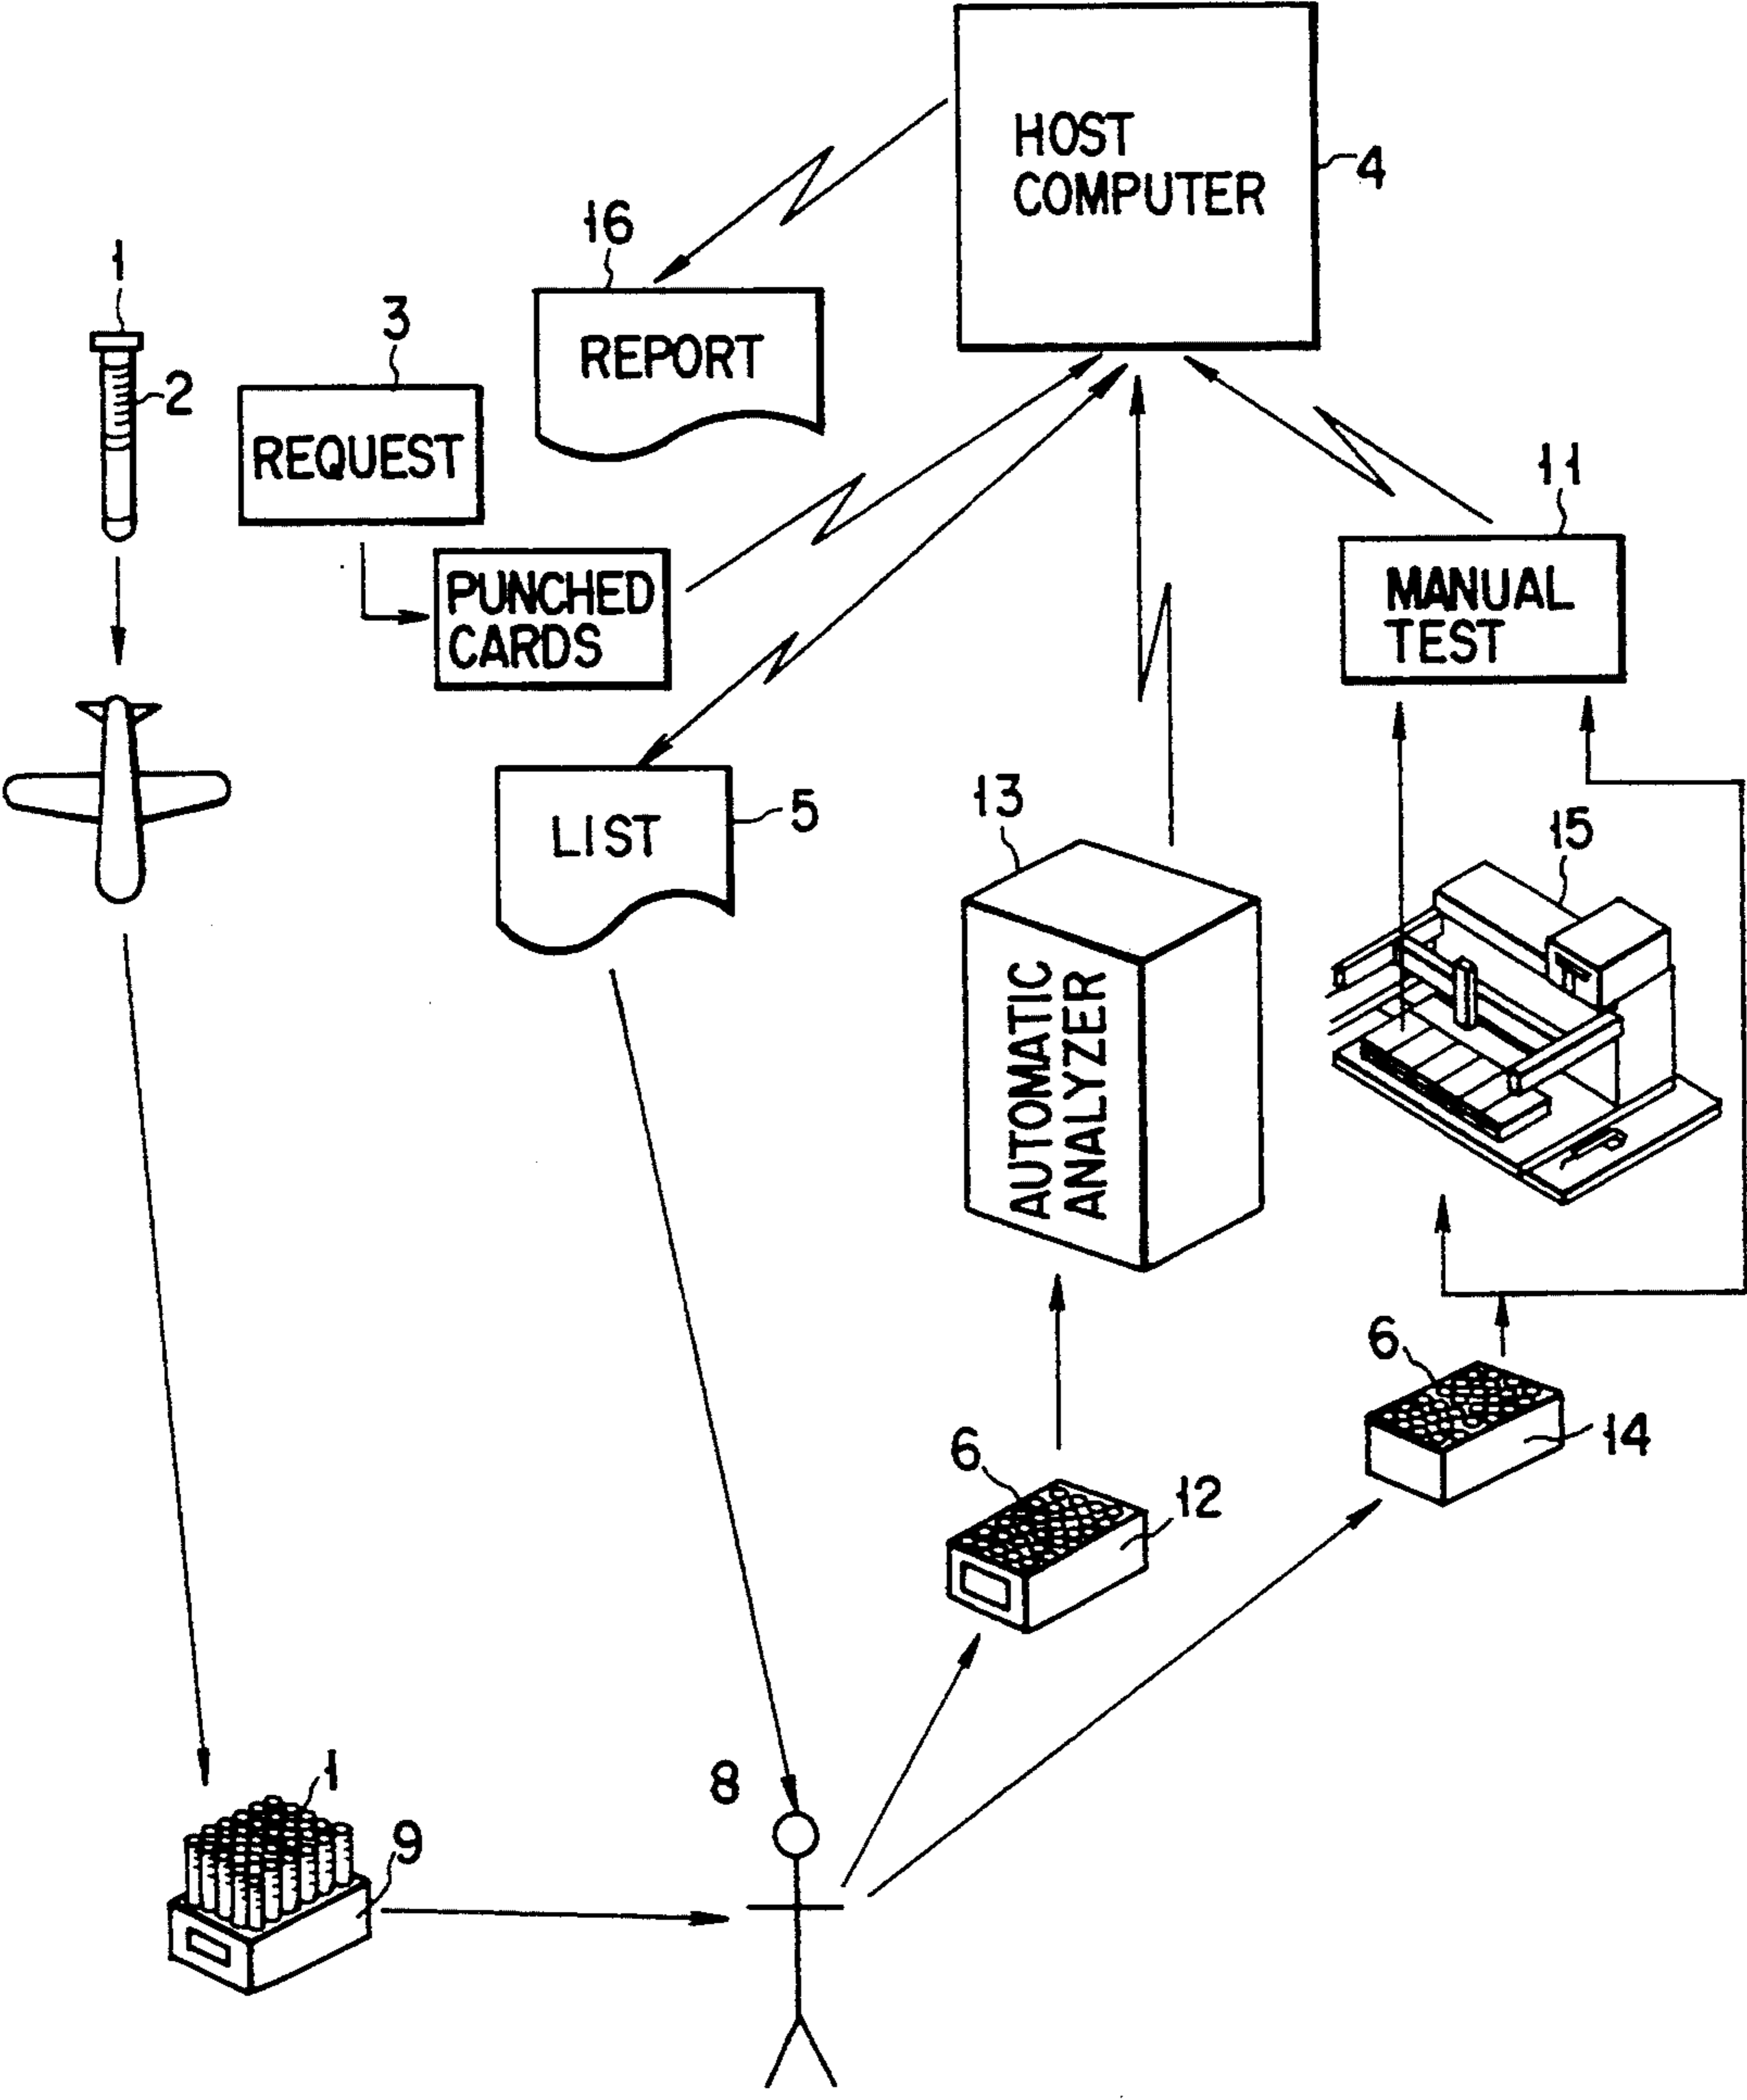 HOST
COMPUTER
4
16
REPORT
1
2
3
REQUEST
PUNCHED
CARDS
11
MANUAL
TEST
LIST
5
13
AUTOMATIC
ANALYZER
15
6
14
6
12
1
9
8